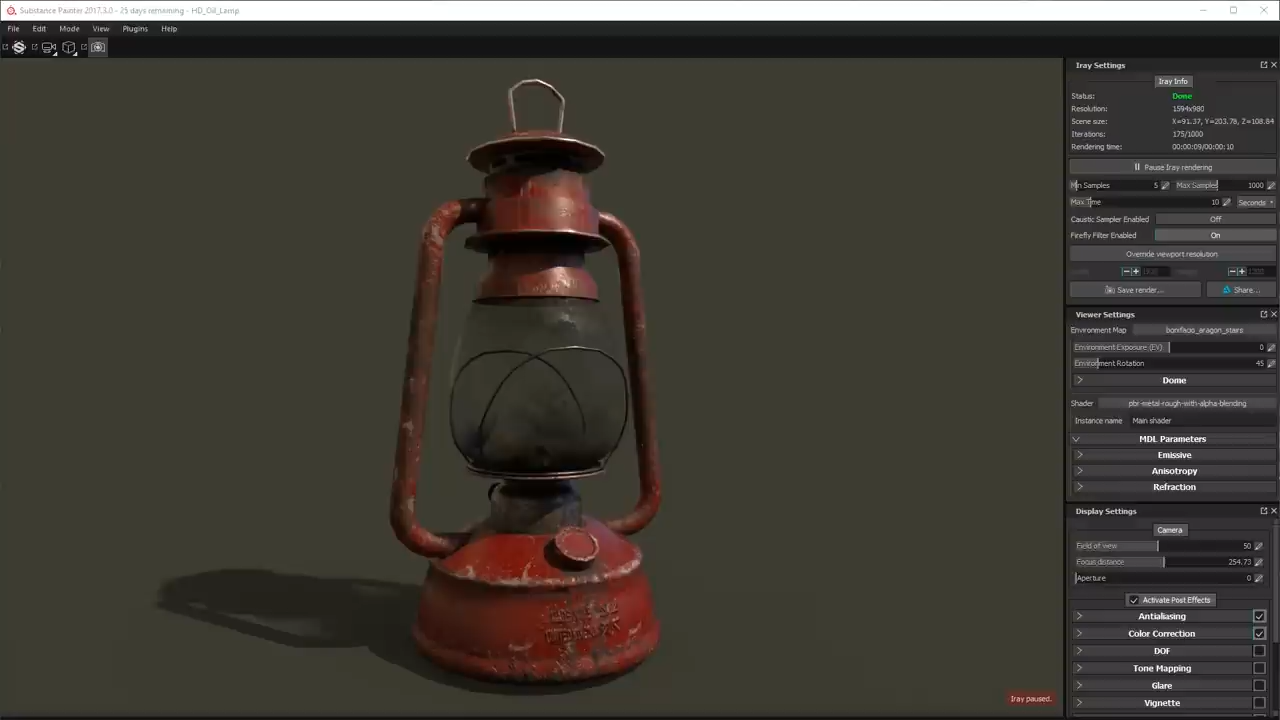 Substance Painter 2017.3.0 - 25 days remaining - HD_Oil_Lamp
File Edit Mode View Plugins Help
Iray Settings
Iray Info
Status: Done
Resolution: 1594x980
Scene size: X=91.37, Y=203.78, Z=108.84
Iterations: 175/1000
Rendering time: 00:00:09/00:00:10
Pause Iray rendering
Min Samples 5 Max Samples 1000
Max Time 10 Seconds
Caustic Sampler Enabled Off
Firefly Filter Enabled On
Override viewport resolution
Save render... Share...
Viewer Settings
Environment Map bonifacio_aragon_stairs
Environment Exposure (EV) 0
Environment Rotation 45
Dome
Shader pbr-metal-rough-with-alpha-blending
Instance name Main shader
MDL Parameters
Emissive
Anisotropy
Refraction
Display Settings
Camera
Field of view 50
Focus distance 254.73
Aperture 0
Activate Post Effects
Antialiasing
Color Correction
DOF
Tone Mapping
Glare
Vignette
Iray paused.